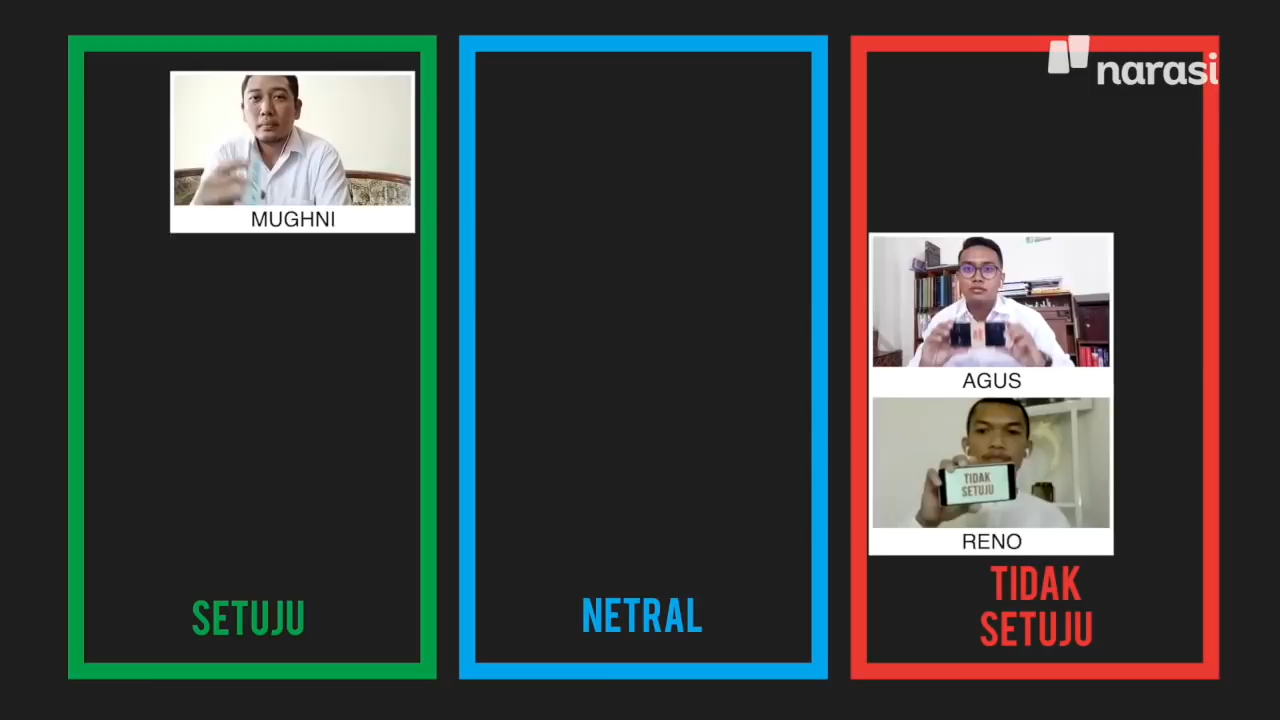 narasi
MUGHNI
AGUS
TIDAK
SETUJU
RENO
SETUJU
NETRAL
TIDAK
SETUJU